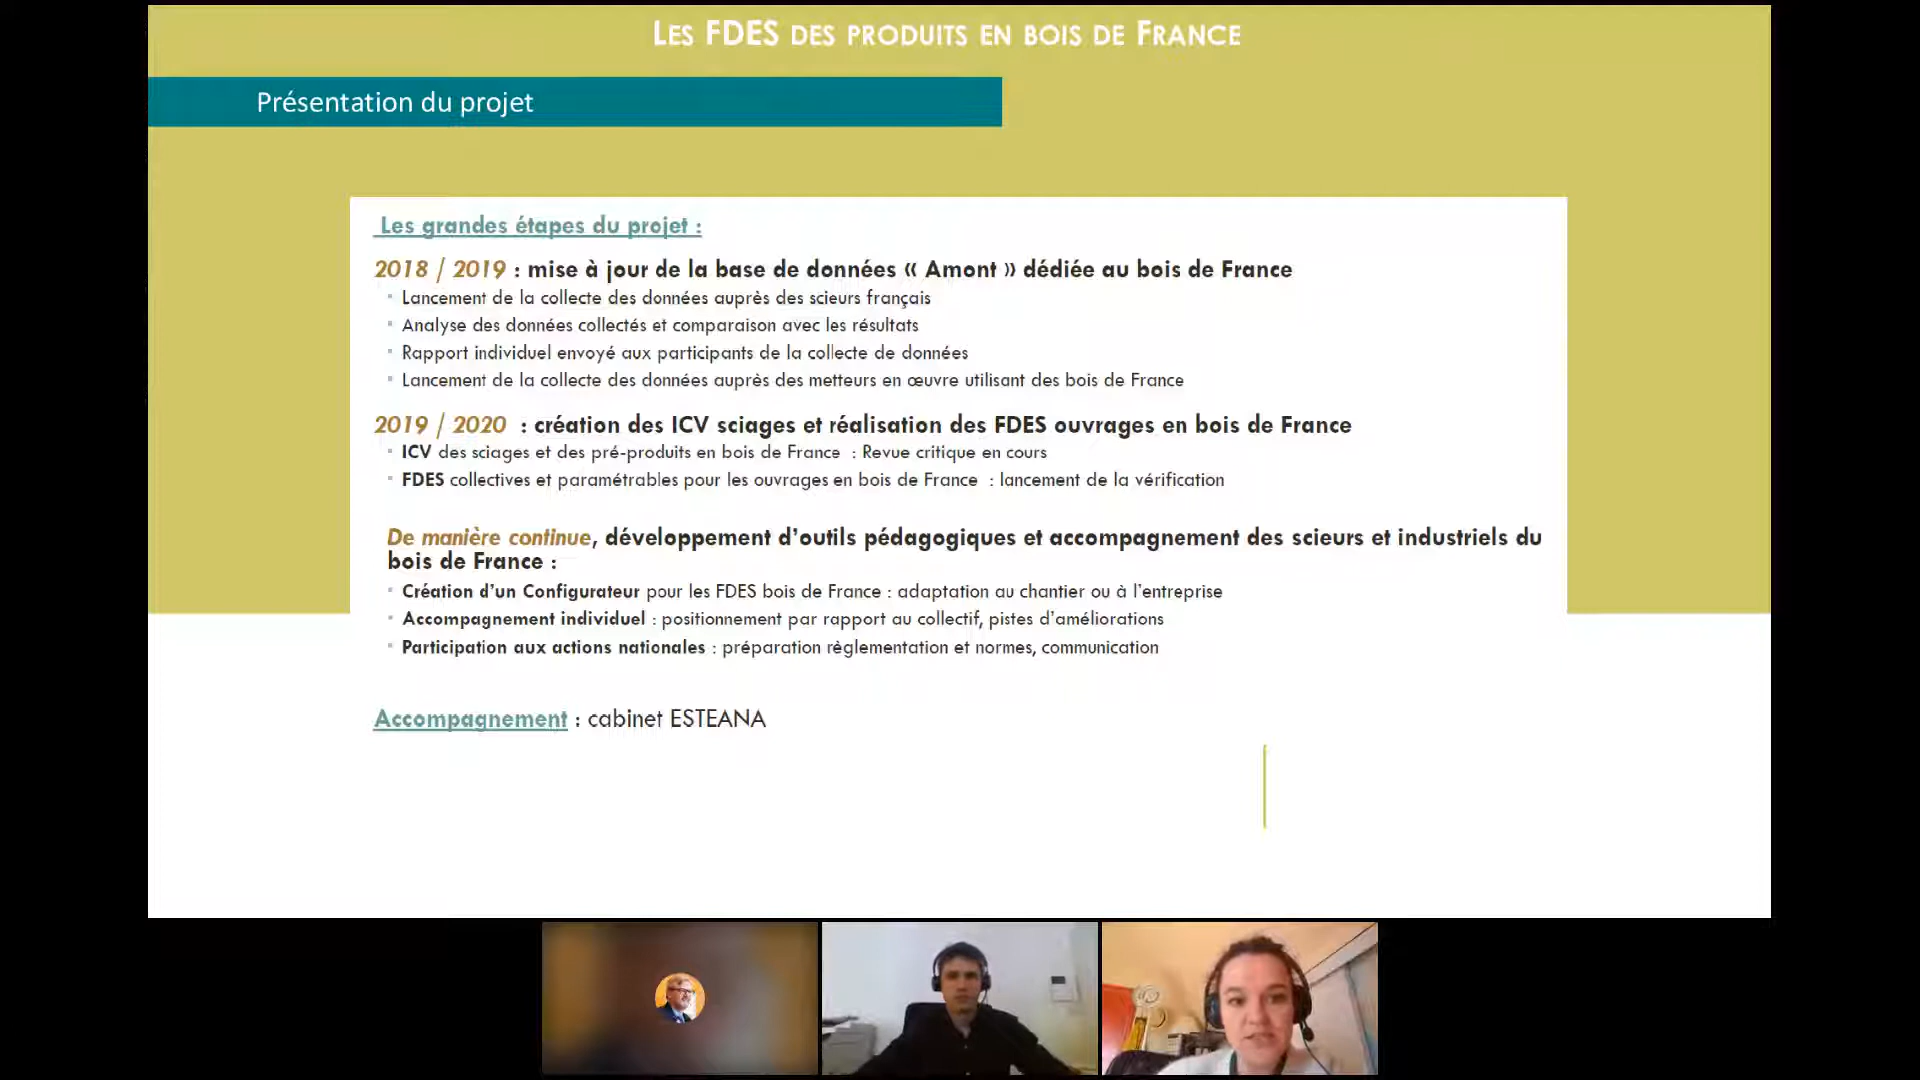 Les FDES des produits en bois de France
Présentation du projet
Les grandes étapes du projet :
2018 / 2019 : mise à jour de la base de données « Amont » dédiée au bois de France
Lancement de la collecte des données auprès des scieurs français
Analyse des données collectés et comparaison avec les résultats
Rapport individuel envoyé aux participants de la collecte de données
Lancement de la collecte des données auprès des metteurs en œuvre utilisant des bois de France
2019 / 2020 : création des ICV sciages et réalisation des FDES ouvrages en bois de France
ICV des sciages et des pré-produits en bois de France : Revue critique en cours
FDES collectives et paramétrables pour les ouvrages en bois de France : lancement de la vérification
De manière continue, développement d'outils pédagogiques et accompagnement des scieurs et industriels du
bois de France :
Création d'un Configurateur pour les FDES bois de France : adaptation au chantier ou à l'entreprise
Accompagnement individuel : positionnement par rapport au collectif, pistes d'améliorations
Participation aux actions nationales : préparation règlementation et normes, communication
Accompagnement : cabinet ESTEANA